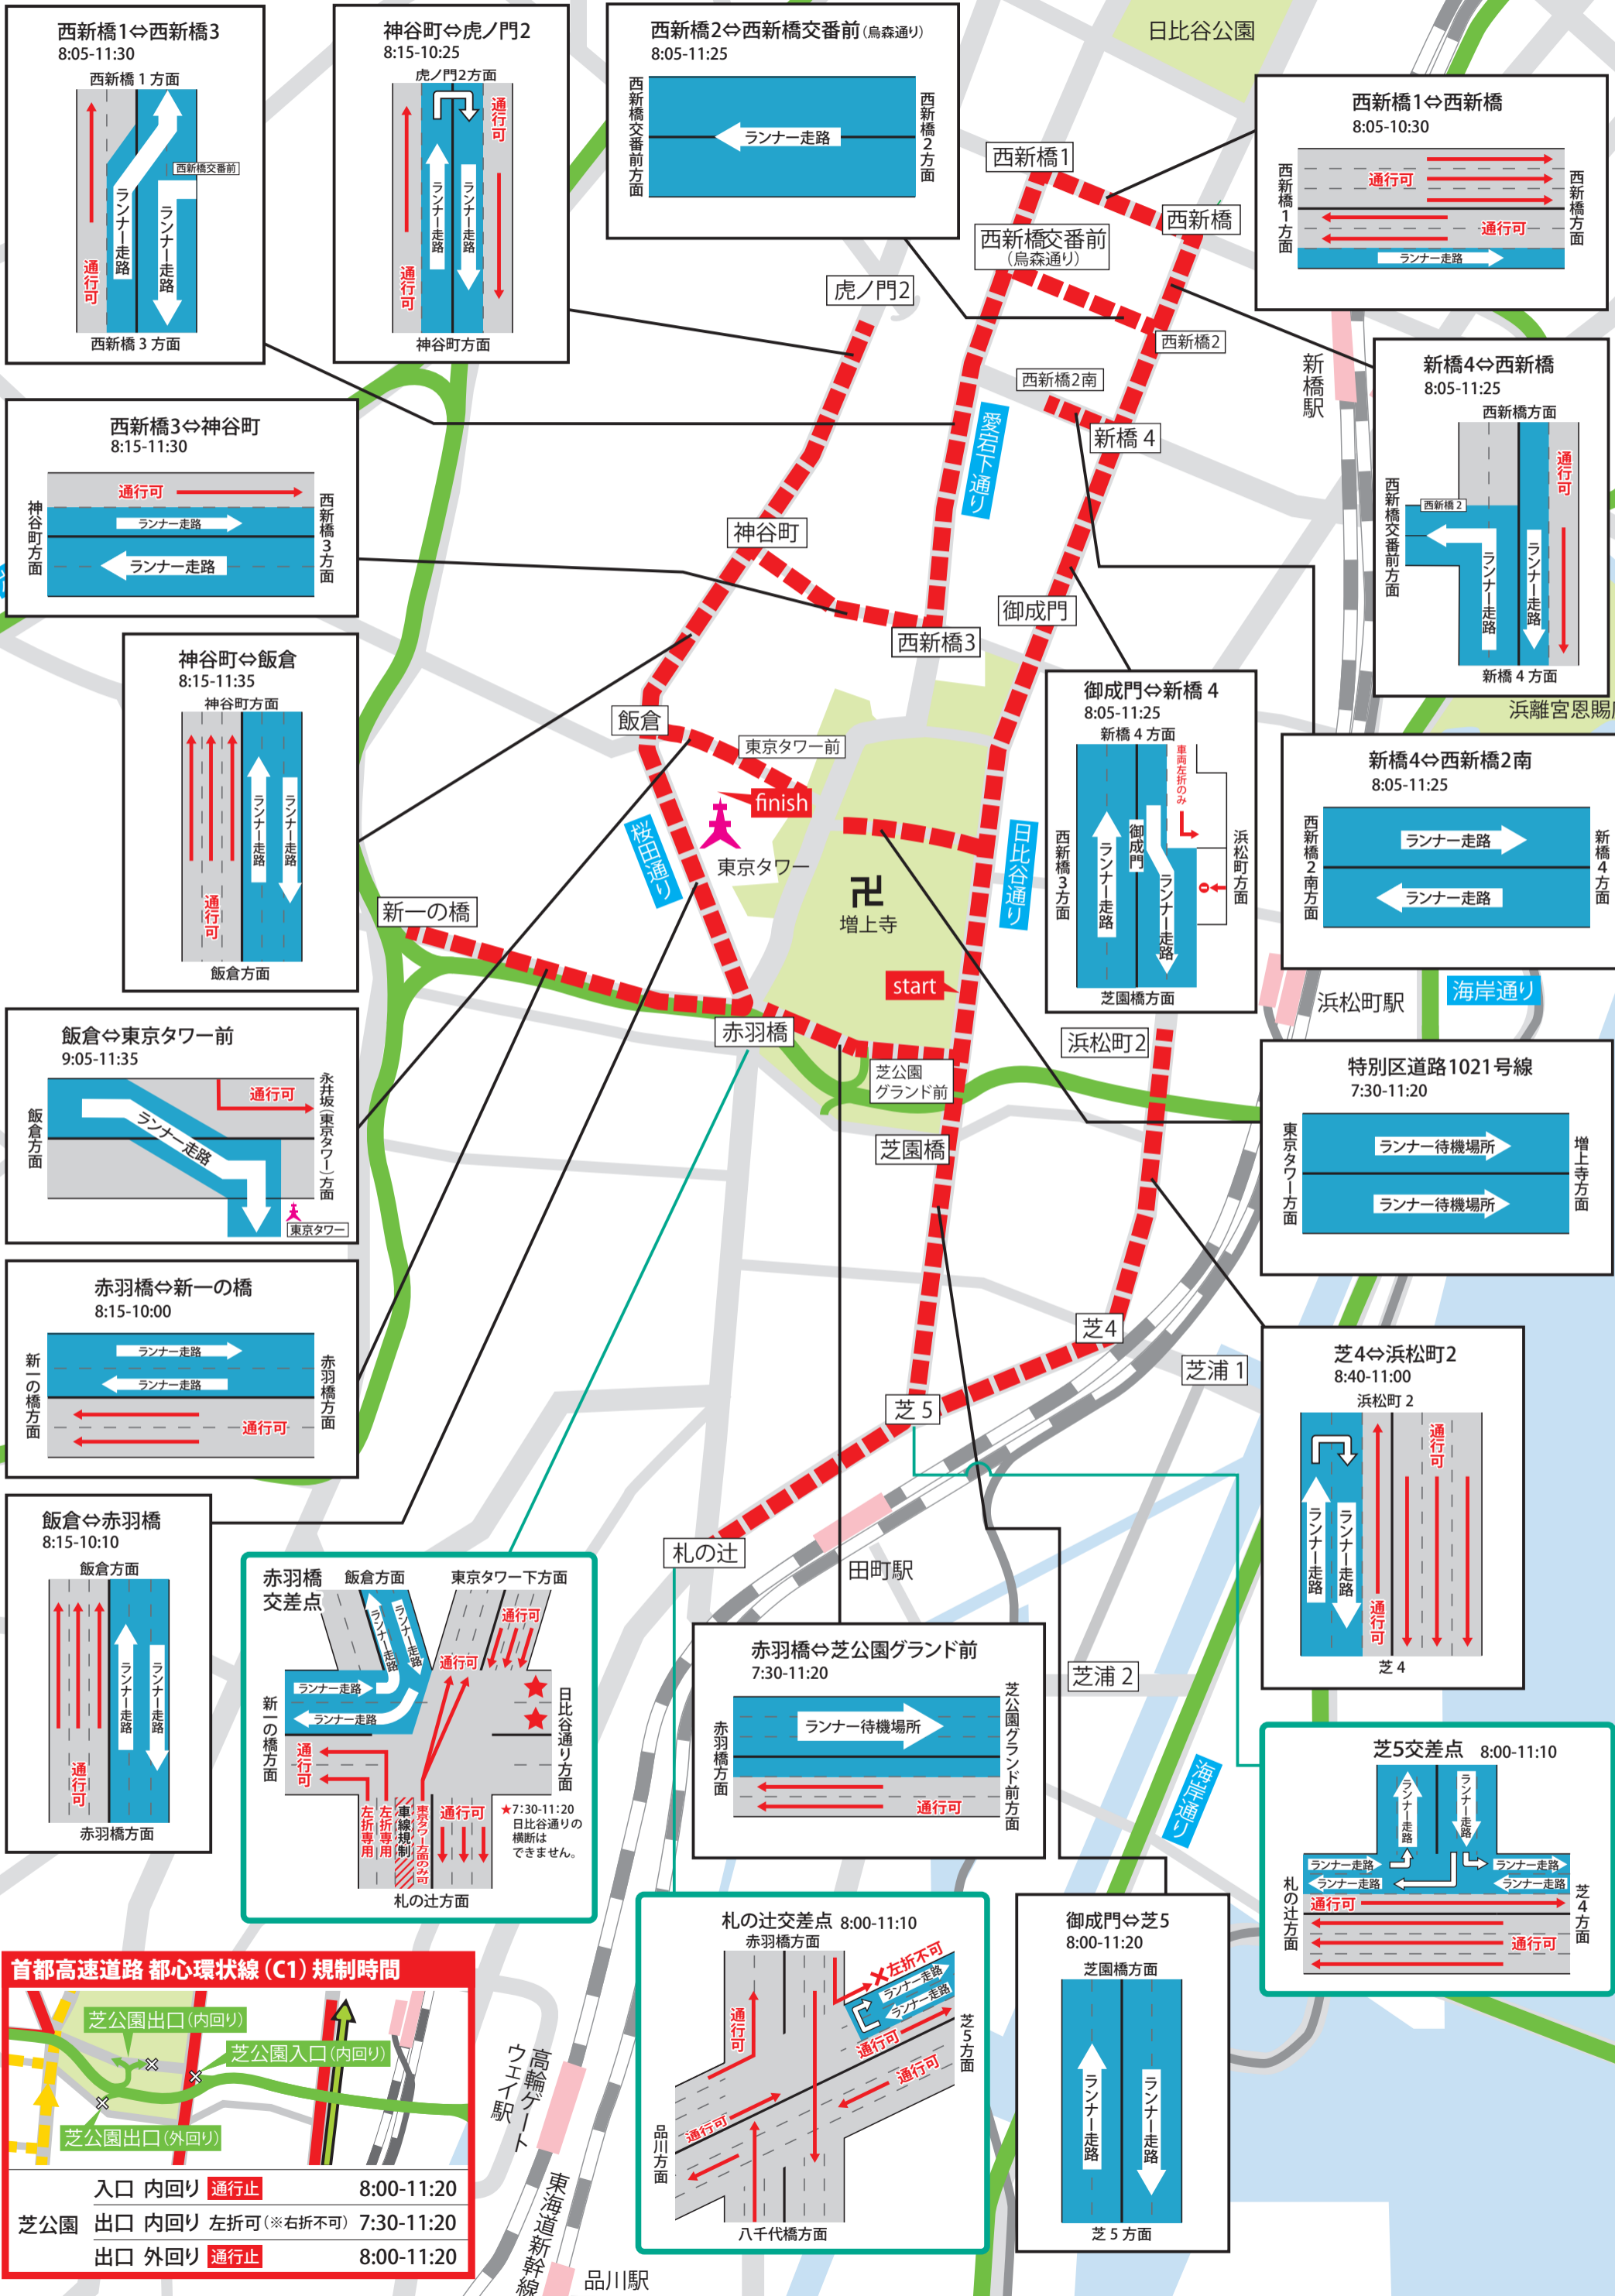 西新橋1⇔西新橋3
8:05-11:30
西新橋1方面
通行可
ランナー走路
ランナー走路
西新橋交番前
西新橋3方面
神谷町⇔虎ノ門2
8:15-10:25
虎ノ門2方面
通行可
通行可
ランナー走路
ランナー走路
神谷町方面
西新橋2⇔西新橋交番前(烏森通り)
8:05-11:25
西新橋交番前方面
ランナー走路
西新橋2方面
日比谷公園
西新橋1⇔西新橋
8:05-10:30
西新橋1方面
通行可
通行可
ランナー走路
西新橋方面
西新橋1
西新橋
西新橋交番前
(烏森通り)
虎ノ門2
西新橋2
西新橋2南
新橋4
新橋駅
愛宕下通り
新橋4⇔西新橋
8:05-11:25
西新橋方面
通行可
西新橋2
西新橋交番前方面
ランナー走路
ランナー走路
新橋4方面
西新橋3⇔神谷町
8:15-11:30
神谷町方面
通行可
ランナー走路
ランナー走路
西新橋3方面
神谷町
西新橋3
御成門
神谷町⇔飯倉
8:15-11:35
神谷町方面
通行可
ランナー走路
ランナー走路
飯倉方面
飯倉
東京タワー前
finish
東京タワー
桜田通り
増上寺
日比谷通り
start
御成門⇔新橋4
8:05-11:25
新橋4方面
車両左折のみ
西新橋3方面
御成門
ランナー走路
ランナー走路
浜松町方面
芝園橋方面
浜離宮恩賜
新橋4⇔西新橋2南
8:05-11:25
西新橋2南方面
ランナー走路
ランナー走路
新橋4方面
新一の橋
浜松町駅
海岸通り
赤羽橋
芝公園
グランド前
浜松町2
芝園橋
飯倉⇔東京タワー前
9:05-11:35
飯倉方面
通行可
ランナー走路
永井坂(東京タワー)方面
東京タワー
特別区道路1021号線
7:30-11:20
東京タワー方面
ランナー待機場所
ランナー待機場所
増上寺方面
赤羽橋⇔新一の橋
8:15-10:00
新一の橋方面
ランナー走路
ランナー走路
通行可
赤羽橋方面
芝4
芝浦1
芝5
芝4⇔浜松町2
8:40-11:00
浜松町2
通行可
ランナー走路
ランナー走路
通行可
芝4
飯倉⇔赤羽橋
8:15-10:10
飯倉方面
通行可
ランナー走路
ランナー走路
赤羽橋方面
赤羽橋
交差点
飯倉方面
東京タワー下方面
ランナー走路
ランナー走路
通行可
通行可
ランナー走路
ランナー走路
新一の橋方面
日比谷通り方面
通行可
左折専用
左折専用
車線規制
東京タワー方面のみ可
通行可
★7:30-11:20
日比谷通りの
横断は
できません。
札の辻方面
札の辻
田町駅
赤羽橋⇔芝公園グランド前
7:30-11:20
赤羽橋方面
ランナー待機場所
通行可
芝公園グランド前方面
芝浦2
海岸通り
芝5交差点 8:00-11:10
ランナー走路
ランナー走路
ランナー走路
ランナー走路
ランナー走路
ランナー走路
通行可
通行可
札の辻方面
芝4方面
札の辻交差点 8:00-11:10
赤羽橋方面
左折不可
ランナー走路
ランナー走路
通行可
通行可
通行可
通行可
芝5方面
品川方面
八千代橋方面
御成門⇔芝5
8:00-11:20
芝園橋方面
ランナー走路
ランナー走路
芝5方面
首都高速道路 都心環状線(C1)規制時間
芝公園出口(内回り)
芝公園入口(内回り)
芝公園出口(外回り)
芝公園
入口 内回り 通行止 8:00-11:20
出口 内回り 左折可(※右折不可) 7:30-11:20
出口 外回り 通行止 8:00-11:20
高輪ゲート
ウェイ駅
東海道新幹線
品川駅